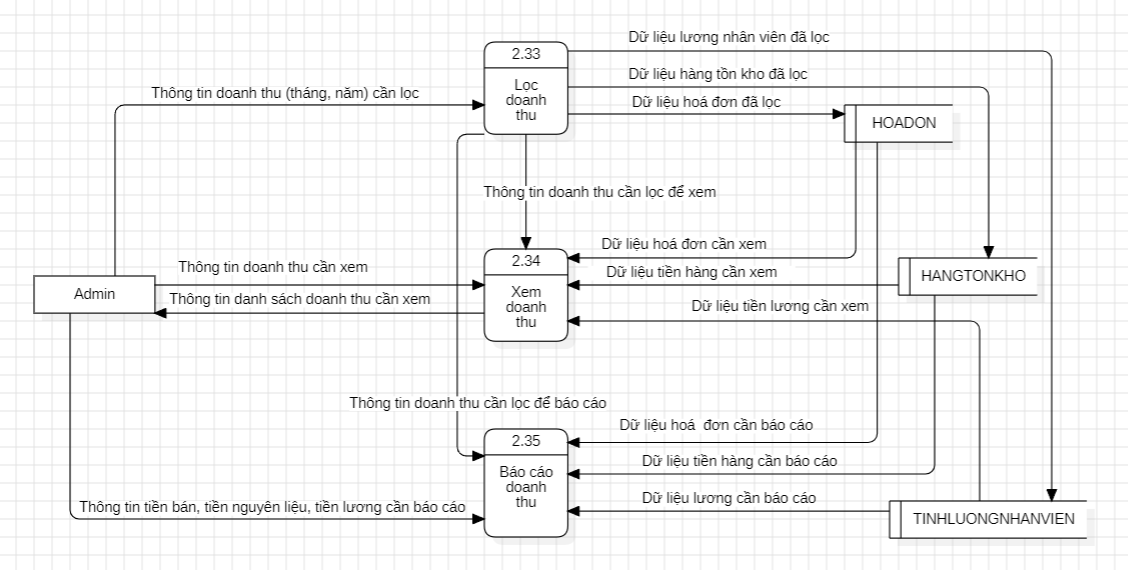 Dữ liệu lương nhân viên đã lọc
2.33
Dữ liệu hàng tồn kho đã lọc
Lọc
doanh
thu
Thông tin doanh thu (tháng, năm) cần lọc
Dữ liệu hoá đơn đã lọc
HOADON
Thông tin doanh thu cần lọc để xem
Dữ liệu hoá đơn cần xem
2.34
Thông tin doanh thu cần xem
Dữ liệu tiền hàng cần xem
HANGTONKHO
Admin
Xem
doanh
thu
Thông tin danh sách doanh thu cần xem
Dữ liệu tiền lương cần xem
Thông tin doanh thu cần lọc để báo cáo
Dữ liệu hoá  đơn cần báo cáo
2.35
Dữ liệu tiền hàng cần báo cáo
Báo cáo
doanh
thu
Dữ liệu lương cần báo cáo
Thông tin tiền bán, tiền nguyên liệu, tiền lương cần báo cáo
TINHLUONGNHANVIEN